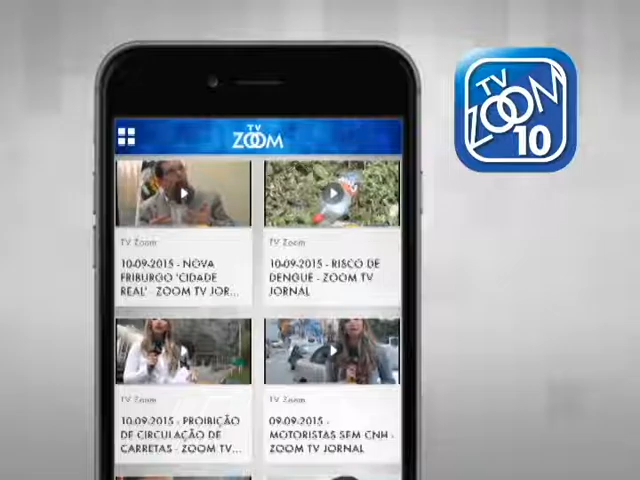 TV
ZOOM
TV
ZOOM
10
TV Zoom
10-09-2015 - NOVA
FRIBURGO 'CIDADE
REAL' - ZOOM TV JOR...
TV Zoom
10-09-2015 - RISCO DE
DENGUE - ZOOM TV
JORNAL
TV Zoom
10-09-2015 - PROIBIÇÃO
DE CIRCULAÇÃO DE
CARRETAS - ZOOM TV...
TV Zoom
09-09-2015 -
MOTORISTAS SEM CNH -
ZOOM TV JORNAL